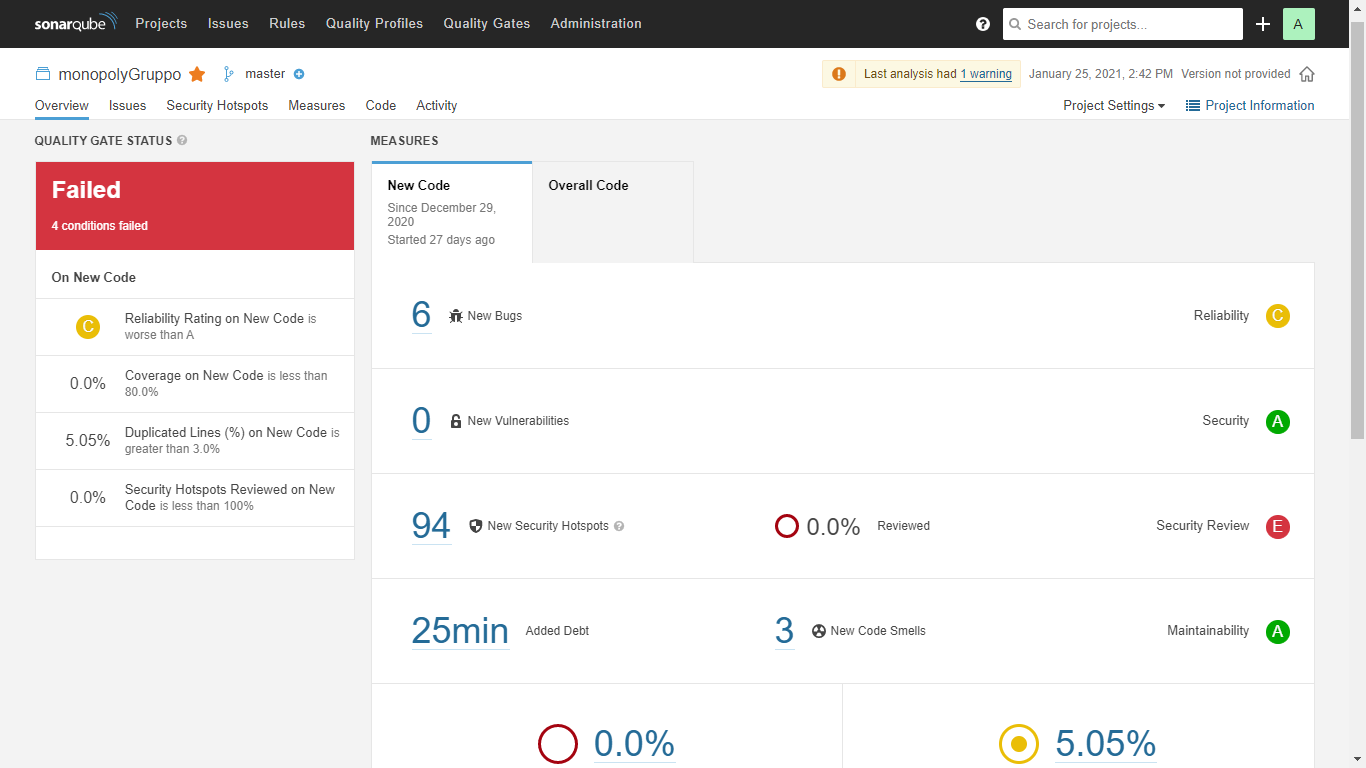 sonarqube Projects Issues Rules Quality Profiles Quality Gates Administration ? Search for projects... A
monopolyGruppo master Last analysis had 1 warning January 25, 2021, 2:42 PM Version not provided
Overview Issues Security Hotspots Measures Code Activity Project Settings Project Information
QUALITY GATE STATUS ?
Failed
4 conditions failed
On New Code
C Reliability Rating on New Code is
worse than A
0.0% Coverage on New Code is less than
80.0%
5.05% Duplicated Lines (%) on New Code is
greater than 3.0%
0.0% Security Hotspots Reviewed on New
Code is less than 100%
MEASURES
New Code
Since December 29,
2020
Started 27 days ago
Overall Code
6 New Bugs Reliability C
0 New Vulnerabilities Security A
94 New Security Hotspots ? 0.0% Reviewed Security Review E
25min Added Debt 3 New Code Smells Maintainability A
0.0% 5.05%